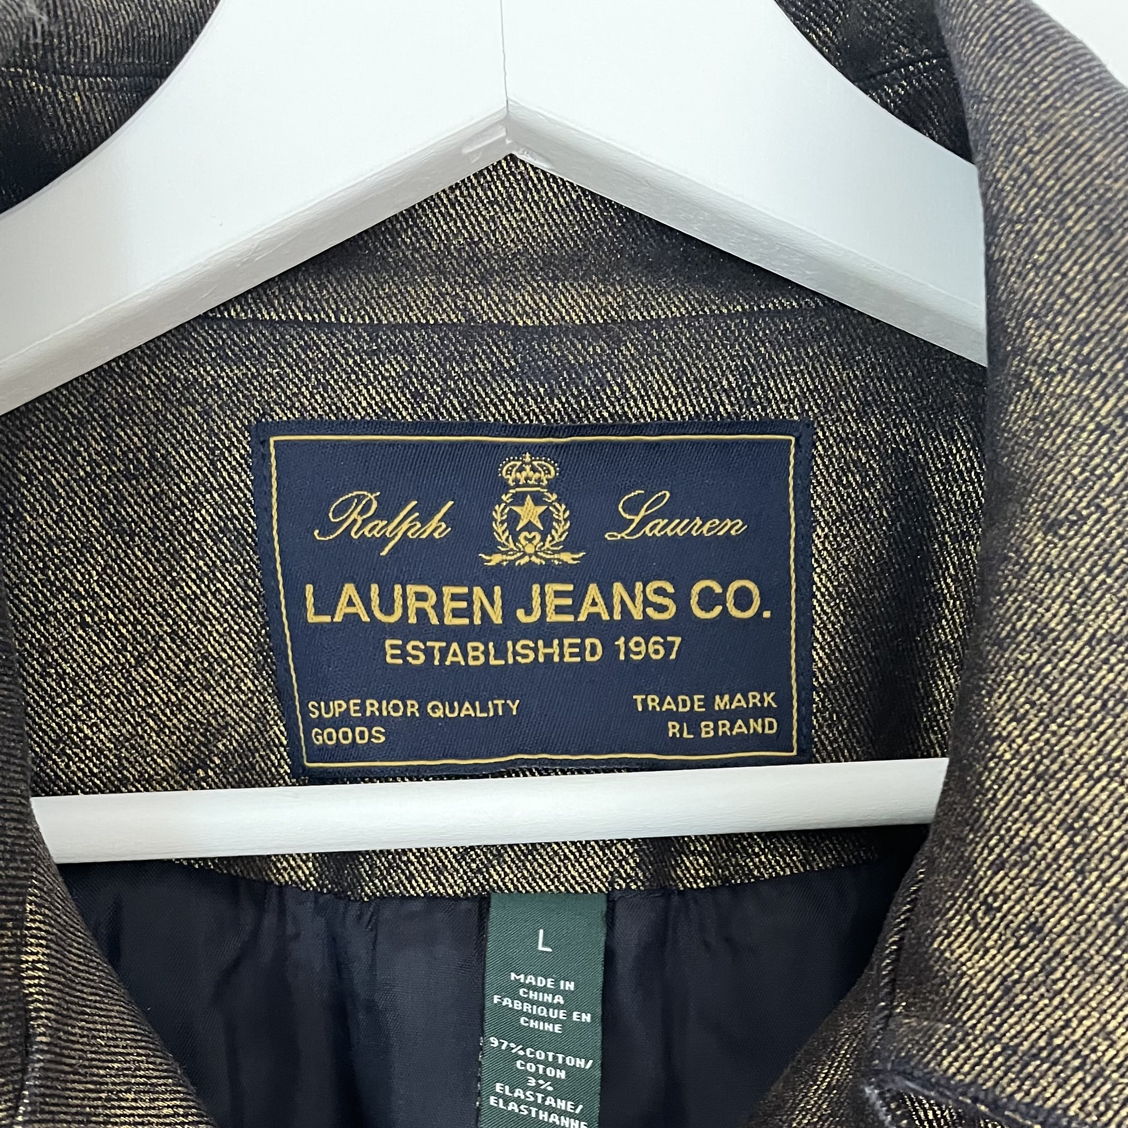 Ralph Lauren
LAUREN JEANS CO.
ESTABLISHED 1967
SUPERIOR QUALITY
GOODS
TRADE MARK
RL BRAND
L
MADE IN
CHINA
FABRIQUE EN
CHINE
97%COTTON/
COTON
3%
ELASTANE/
ELASTHANNE